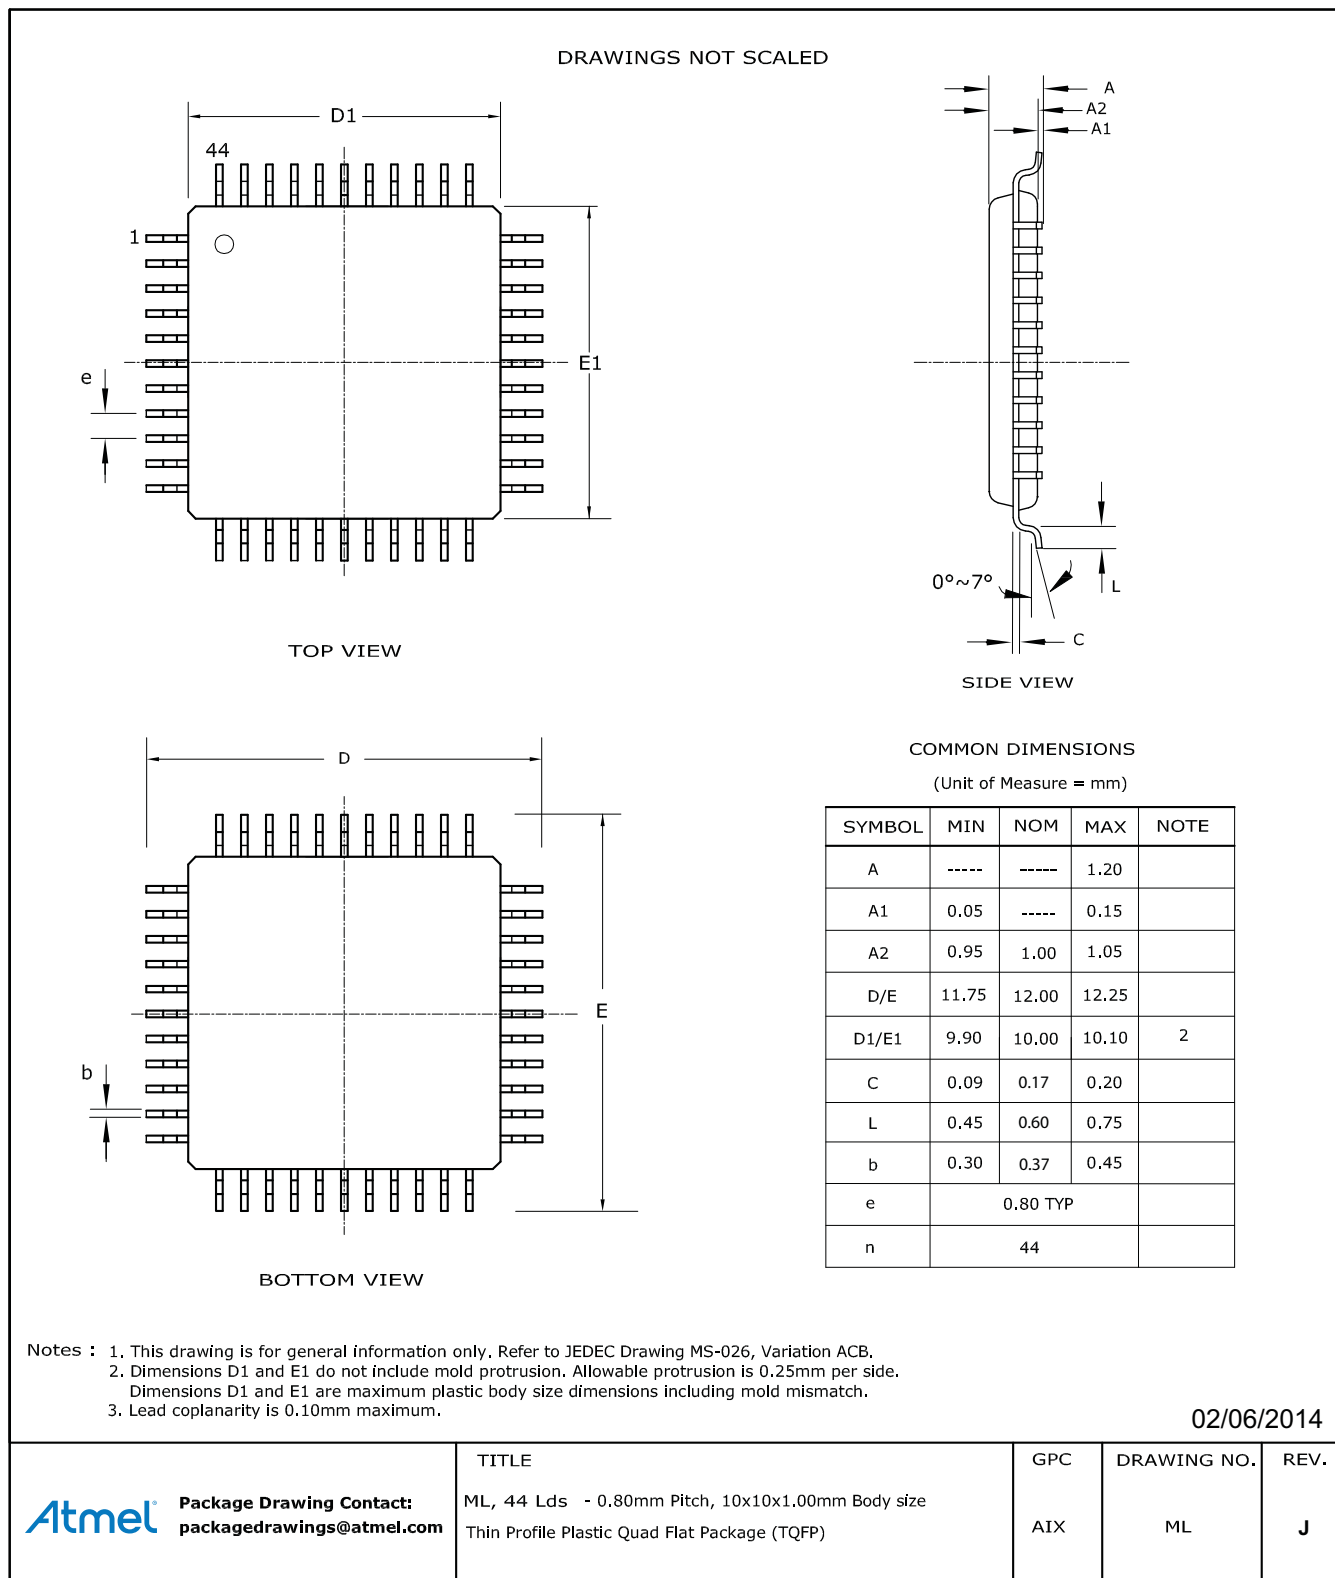 DRAWINGS NOT SCALED
D1
44
1
e
E1
TOP VIEW
A
A2
A1
0°~7°
L
C
SIDE VIEW
D
E
b
BOTTOM VIEW
COMMON DIMENSIONS
(Unit of Measure = mm)
SYMBOL MIN NOM MAX NOTE
A ----- ----- 1.20
A1 0.05 ----- 0.15
A2 0.95 1.00 1.05
D/E 11.75 12.00 12.25
D1/E1 9.90 10.00 10.10 2
C 0.09 0.17 0.20
L 0.45 0.60 0.75
b 0.30 0.37 0.45
e 0.80 TYP
n 44
Notes : 1. This drawing is for general information only. Refer to JEDEC Drawing MS-026, Variation ACB.
2. Dimensions D1 and E1 do not include mold protrusion. Allowable protrusion is 0.25mm per side.
Dimensions D1 and E1 are maximum plastic body size dimensions including mold mismatch.
3. Lead coplanarity is 0.10mm maximum.
02/06/2014
Atmel
Package Drawing Contact:
packagedrawings@atmel.com
TITLE
ML, 44 Lds - 0.80mm Pitch, 10x10x1.00mm Body size
Thin Profile Plastic Quad Flat Package (TQFP)
GPC
AIX
DRAWING NO.
ML
REV.
J